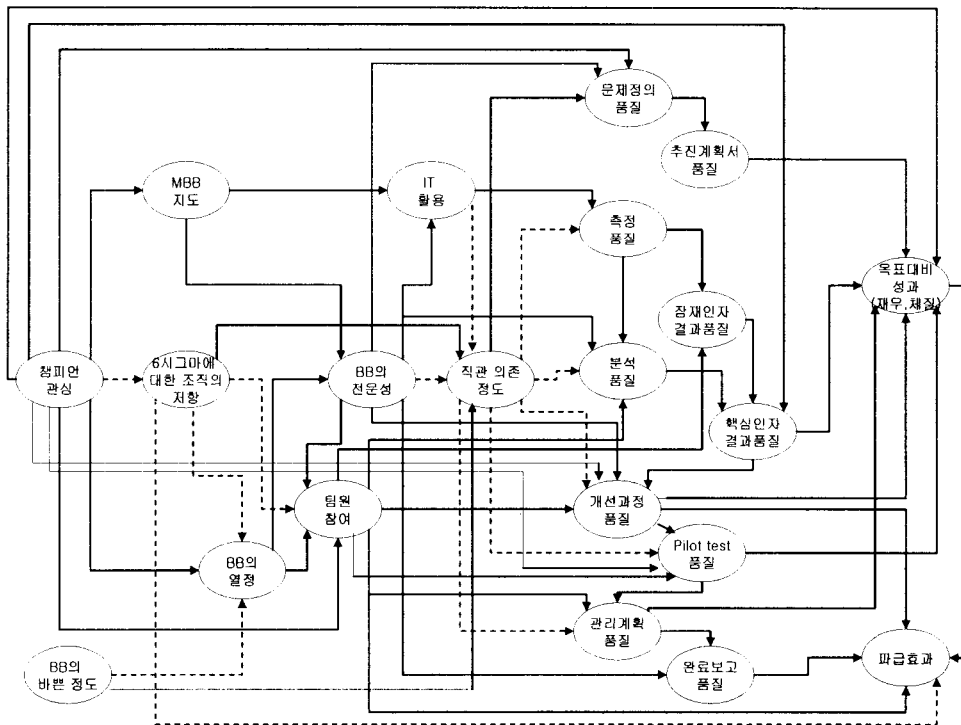 문제정의
품질
추진계획서
품질
MBB
지도
IT
활용
측정
품질
목표대비
성과
(재무,체질)
잠재인자
결과품질
챔피언
관심
6시그마에
대한 조직의
저항
BB의
전문성
직관 의존
정도
분석
품질
핵심인자
결과품질
팀원
참여
개선과정
품질
BB의
열정
Pilot test
품질
관리계획
품질
BB의
바쁜 정도
완료보고
품질
파급효과